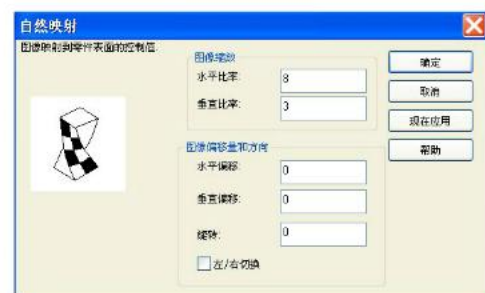 自然映射
图像映射到零件表面的控制值.
图像缩放
水平比率: 8
垂直比率: 3
图像偏移量和方向
水平偏移: 0
垂直偏移: 0
旋转: 0
左/右切换
确定
取消
现在应用
帮助